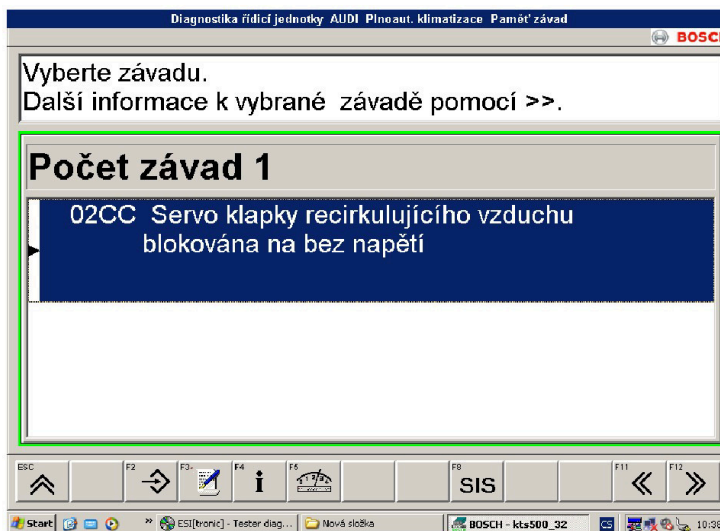 Diagnostika řídicí jednotky AUDI Plnoaut. klimatizace Paměť závad
BOSCH
Vyberte závadu.
Další informace k vybrané závadě pomocí >>.
Počet závad 1
02CC Servo klapky recirkulujícího vzduchu
blokována na bez napětí
ESC F2 F3- F4 F5 F8 F11 F12
i SIS
Start » ESI[tronic] - Tester diag... Nová složka BOSCH - kts500_32 CS 10:38